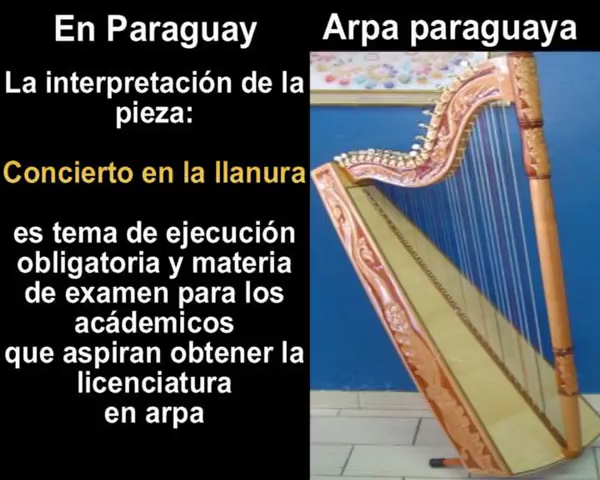 En Paraguay
La interpretación de la
pieza:
Concierto en la llanura
es tema de ejecución
obligatoria y materia
de examen para los
acádemicos
que aspiran obtener la
licenciatura
en arpa
Arpa paraguaya